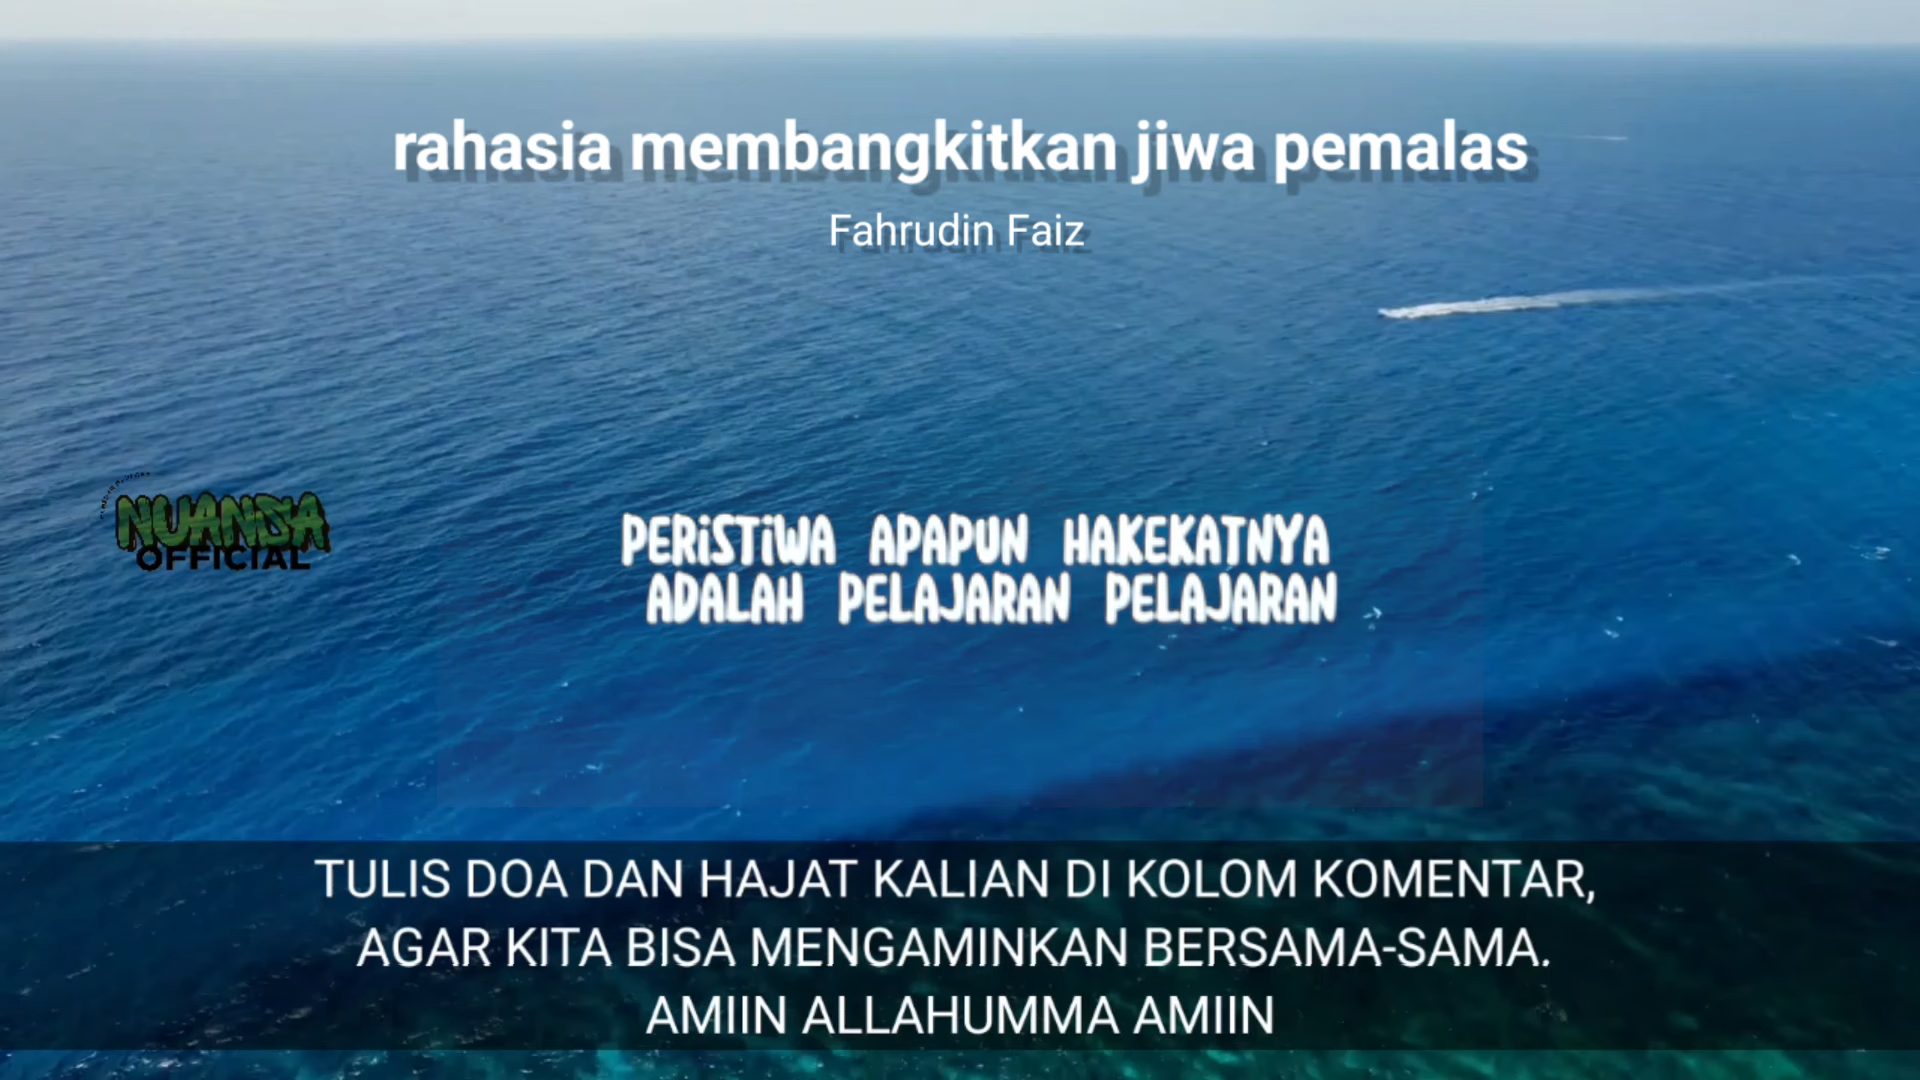 rahasia membangkitkan jiwa pemalas
Fahrudin Faiz
NUANSA
OFFICIAL
PERiSTiWA APAPUN HAKEKATNYA
ADALAH PELAJARAN PELAJARAN
TULIS DOA DAN HAJAT KALIAN DI KOLOM KOMENTAR,
AGAR KITA BISA MENGAMINKAN BERSAMA-SAMA.
AMIIN ALLAHUMMA AMIIN